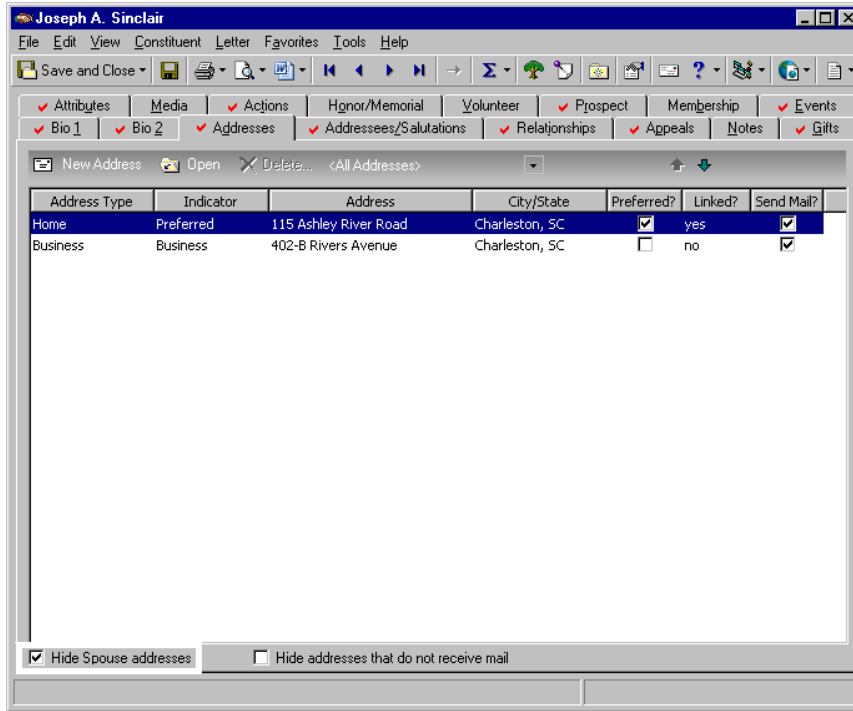 Joseph A. Sinclair
File Edit View Constituent Letter Favorites Tools Help
Save and Close
Attributes Media Actions Honor/Memorial Volunteer Prospect Membership Events
Bio 1 Bio 2 Addresses Addressees/Salutations Relationships Appeals Notes Gifts
New Address Open Delete... <All Addresses>
Address Type Indicator Address City/State Preferred? Linked? Send Mail?
Home Preferred 115 Ashley River Road Charleston, SC yes
Business Business 402-B Rivers Avenue Charleston, SC no
Hide Spouse addresses Hide addresses that do not receive mail